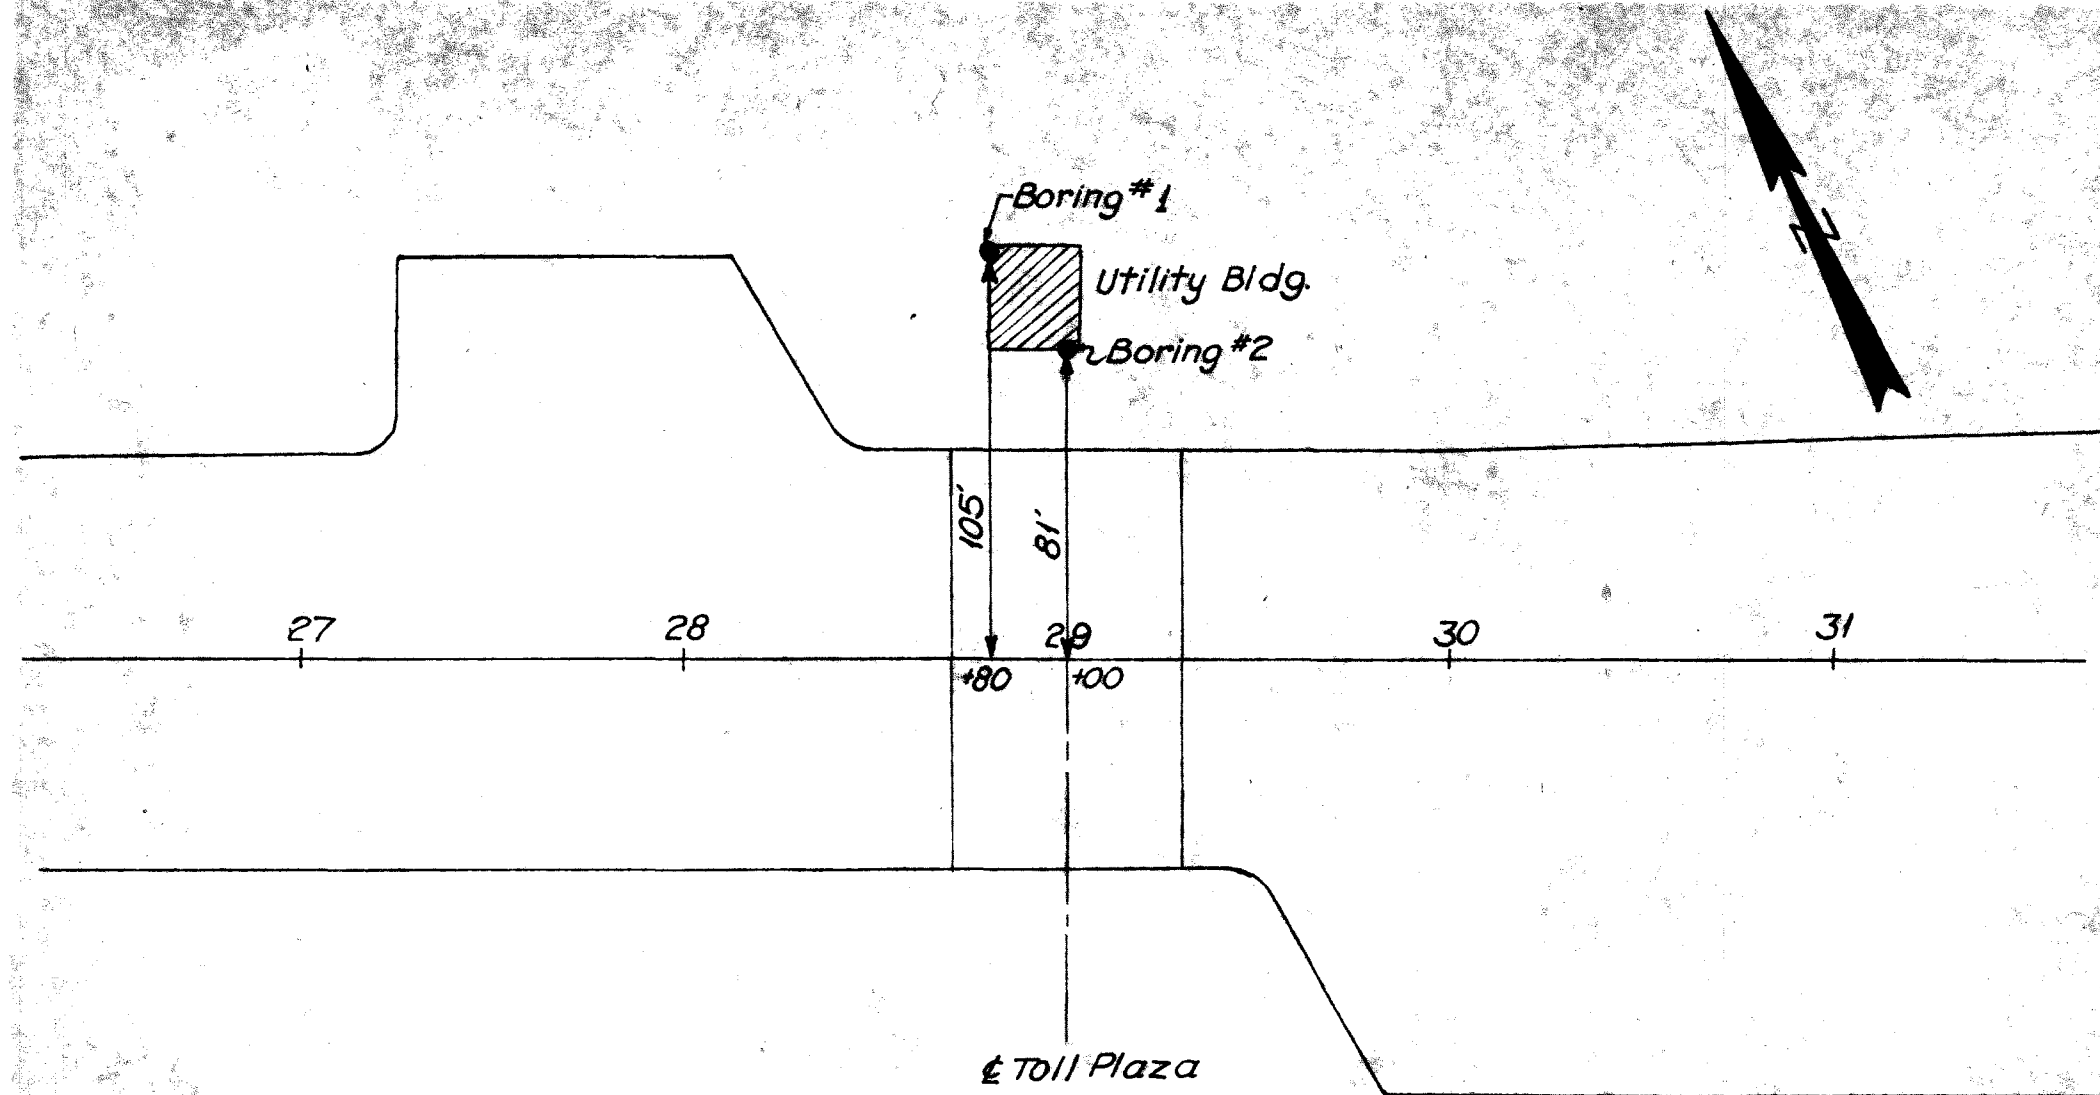 Boring #1
Utility Bldg.
Boring #2
N
105'
81'
27
28
29
30
31
+80
+00
℄ Toll Plaza